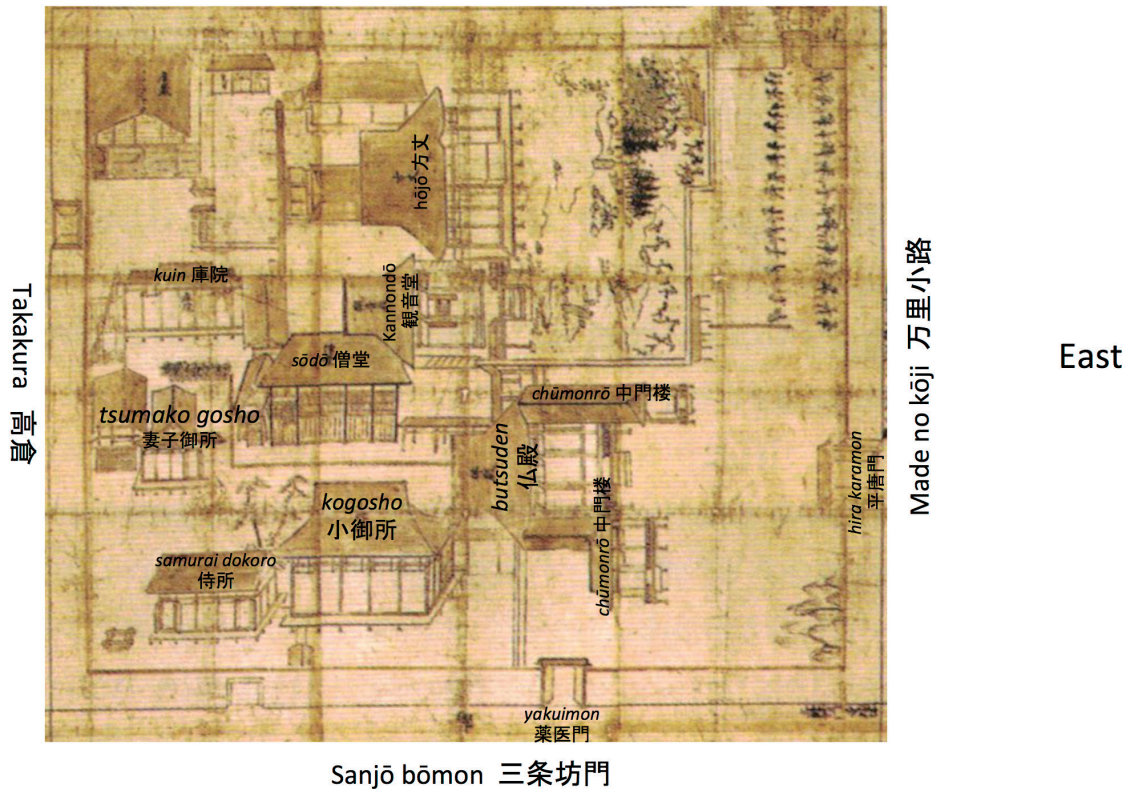 hōjō 方丈
kuin 庫院
Kannondō
観音堂
sōdō 僧堂
chūmonrō 中門楼
tsumako gosho
妻子御所
butsuden
仏殿
kogosho
小御所
chūmonrō 中門楼
samurai dokoro
侍所
hira karamon
平唐門
yakuimon
薬医門
Takakura 高倉
Made no kōji 万里小路
East
Sanjō bōmon 三条坊門